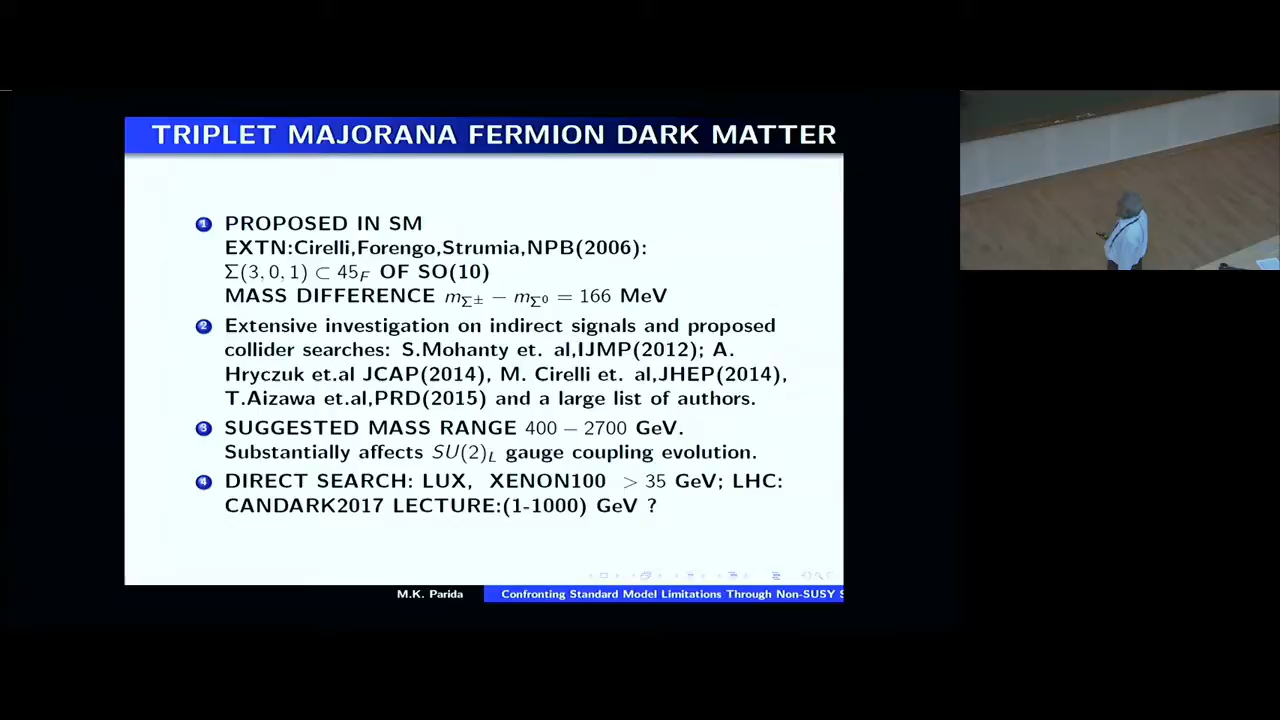 TRIPLET MAJORANA FERMION DARK MATTER
1 PROPOSED IN SM
EXTN:Cirelli,Forengo,Strumia,NPB(2006):
Σ(3, 0, 1) ⊂ 45_F OF SO(10)
MASS DIFFERENCE m_Σ± − m_Σ⁰ = 166 MeV
2 Extensive investigation on indirect signals and proposed
collider searches: S.Mohanty et. al,IJMP(2012); A.
Hryczuk et.al JCAP(2014), M. Cirelli et. al,JHEP(2014),
T.Aizawa et.al,PRD(2015) and a large list of authors.
3 SUGGESTED MASS RANGE 400 − 2700 GeV.
Substantially affects SU(2)_L gauge coupling evolution.
4 DIRECT SEARCH: LUX, XENON100 > 35 GeV; LHC:
CANDARK2017 LECTURE:(1-1000) GeV ?
M.K. Parida
Confronting Standard Model Limitations Through Non-SUSY S